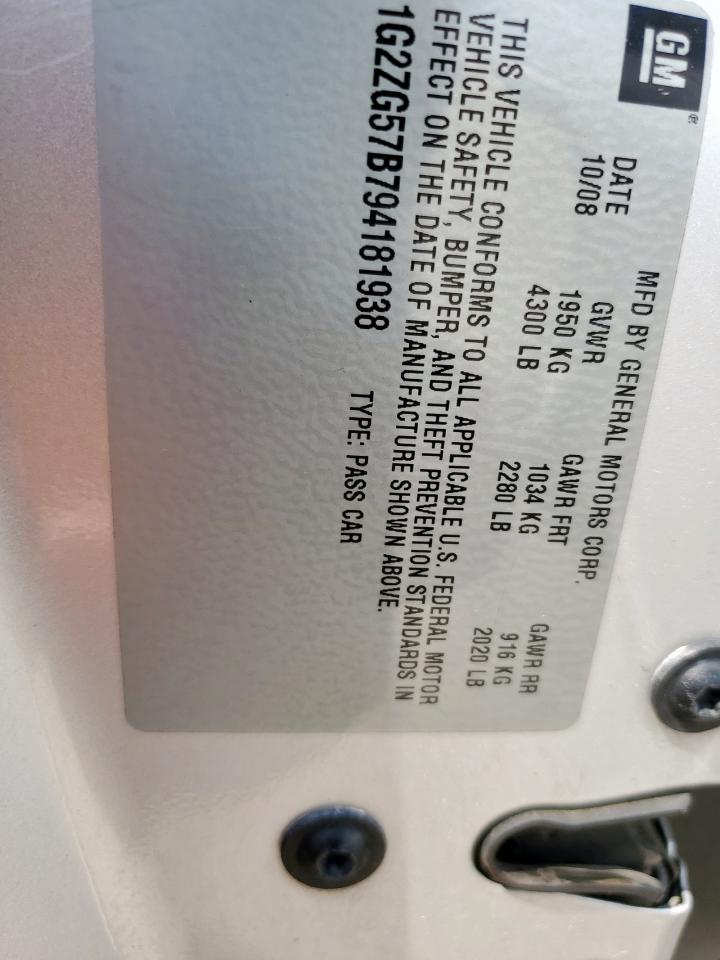 GM®
MFD BY GENERAL MOTORS CORP.
DATE GVWR GAWR FRT GAWR RR
10/08 1950 KG 1034 KG 916 KG
4300 LB 2280 LB 2020 LB
THIS VEHICLE CONFORMS TO ALL APPLICABLE U.S. FEDERAL MOTOR
VEHICLE SAFETY, BUMPER, AND THEFT PREVENTION STANDARDS IN
EFFECT ON THE DATE OF MANUFACTURE SHOWN ABOVE.
1G2ZG57B794181938 TYPE: PASS CAR